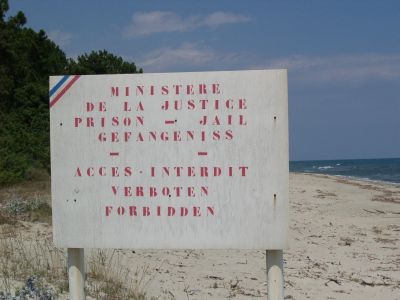 MINISTERE
DE LA JUSTICE
PRISON - JAIL
GEFANGENISS
- -
ACCES - INTERDIT
VERBOTEN
FORBIDDEN